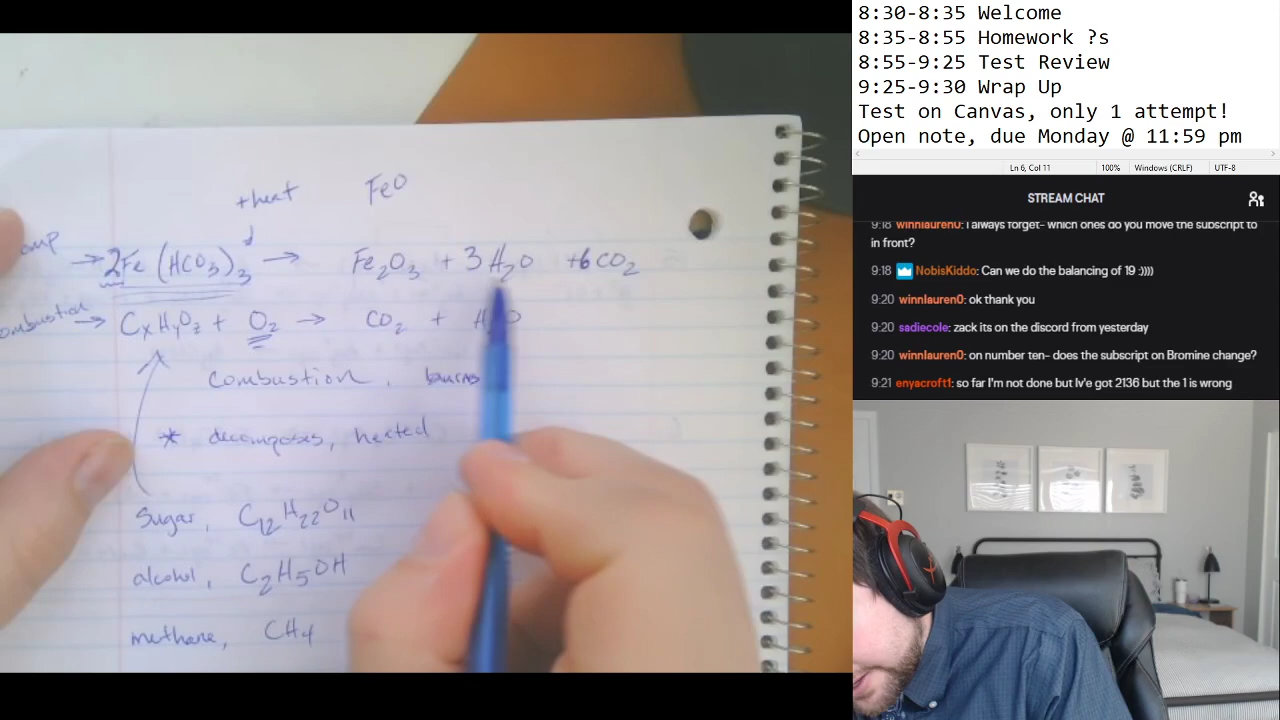 +heat FeO
→ 2Fe(HCO3)3 → Fe2O3 + 3H2O + 6CO2
→ CxHyOz + O2 → CO2 +
Combustion, burns
* decomposes, heated
Sugar, C12H22O11
alcohol, C2H5OH
methane, CH4
8:30-8:35 Welcome
8:35-8:55 Homework ?s
8:55-9:25 Test Review
9:25-9:30 Wrap Up
Test on Canvas, only 1 attempt!
Open note, due Monday @ 11:59 pm
Ln 6, Col 11 100% Windows (CRLF) UTF-8
STREAM CHAT
9:18 winnlauren0: I always forget- which ones do you move the subscript to
in front?
9:18 NobisKiddo: Can we do the balancing of 19 :))))
9:20 winnlauren0: ok thank you
9:20 sadiecole: zack its on the discord from yesterday
9:20 winnlauren0: on number ten- does the subscript on Bromine change?
9:21 enyacroft1: so far I'm not done but Iv'e got 2136 but the 1 is wrong